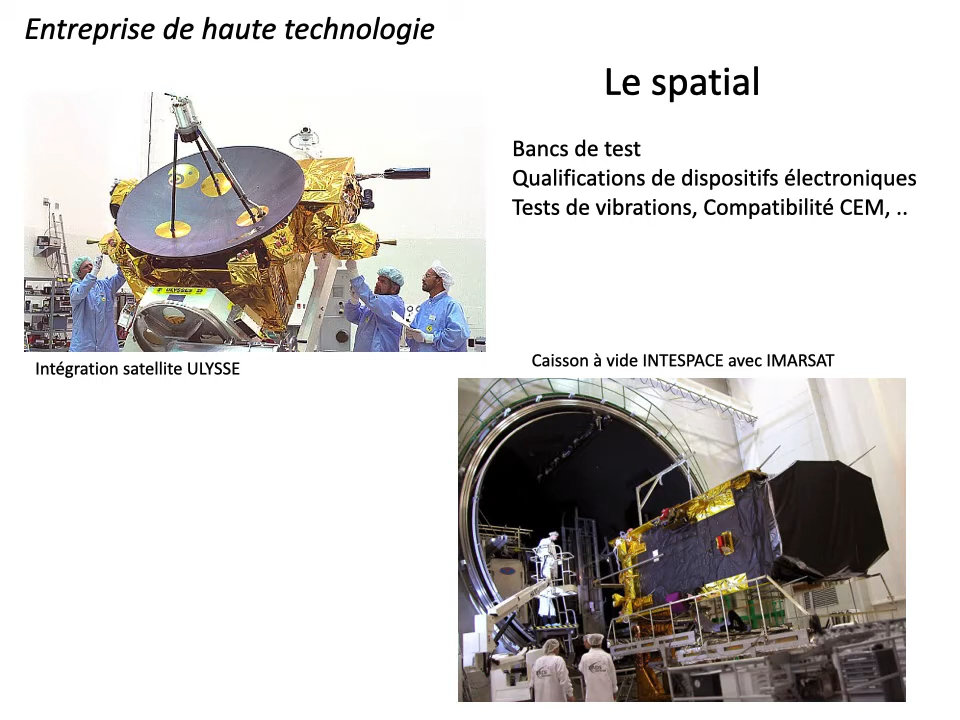 Entreprise de haute technologie
Le spatial
Bancs de test
Qualifications de dispositifs électroniques
Tests de vibrations, Compatibilité CEM, ..
ULYSSES
Intégration satellite ULYSSE
Caisson à vide INTESPACE avec IMARSAT